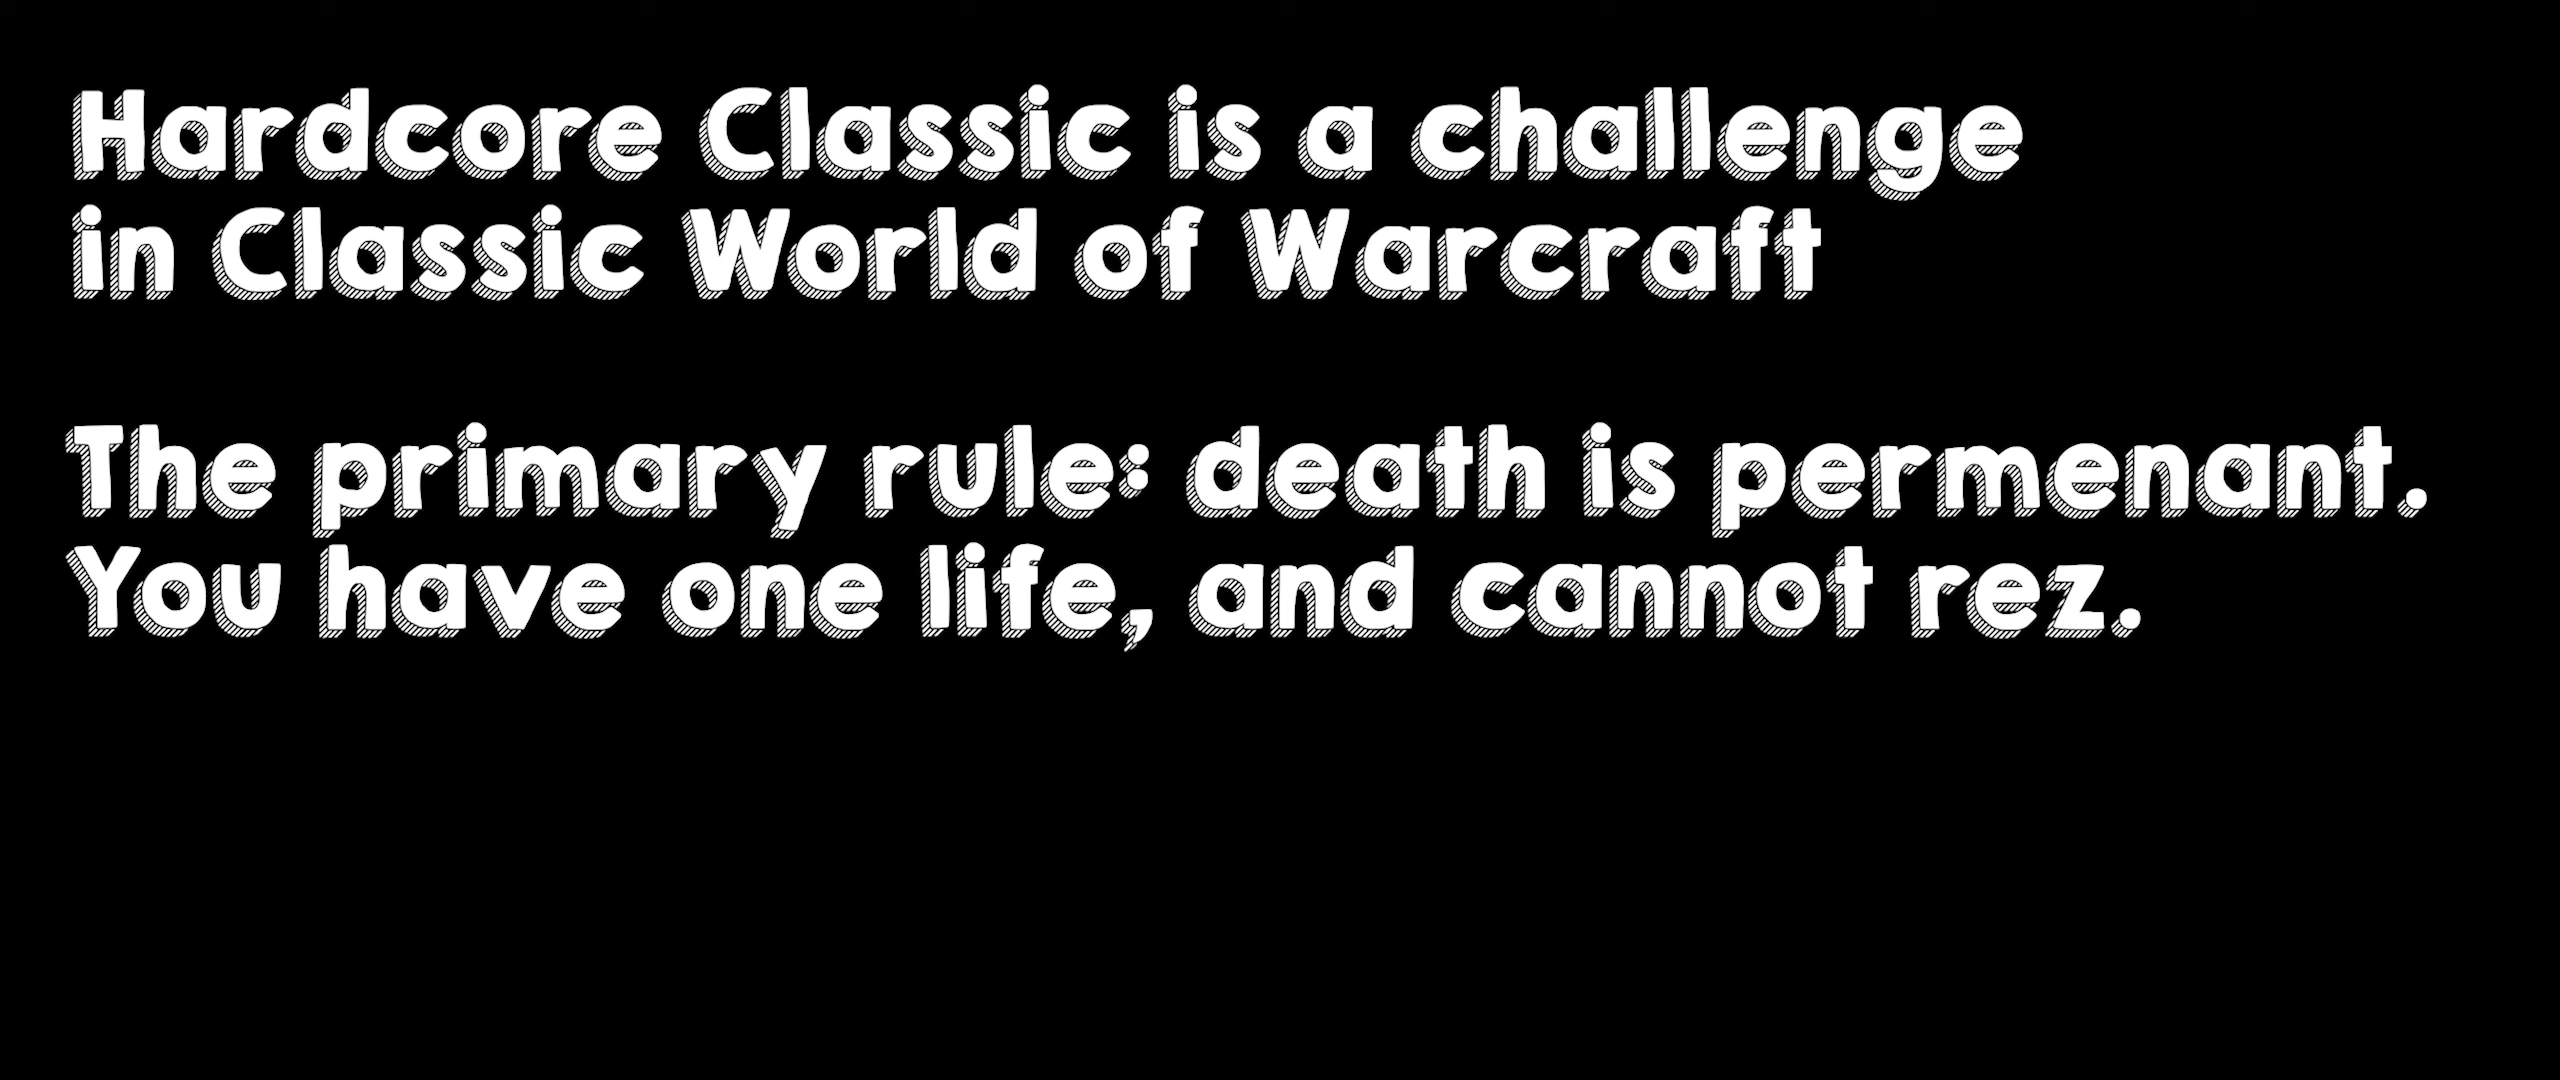 Hardcore Classic is a challenge
in Classic World of Warcraft
The primary rule: death is permenant.
You have one life, and cannot rez.